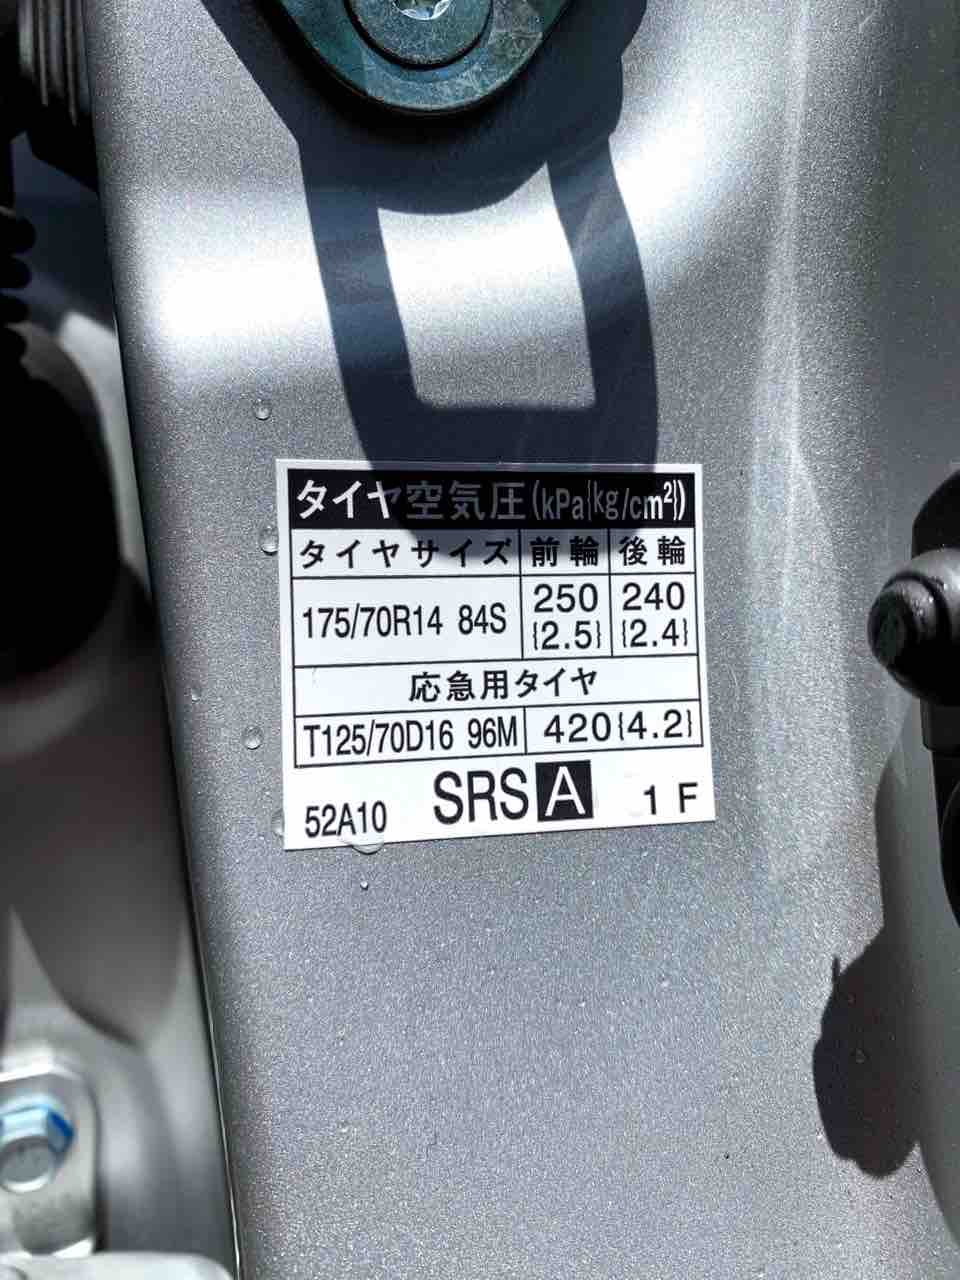 タイヤ空気圧(kPa{kg/cm²})
タイヤサイズ 前輪 後輪
175/70R14 84S 250 {2.5} 240 {2.4}
応急用タイヤ
T125/70D16 96M 420{4.2}
52A10 SRS A 1 F